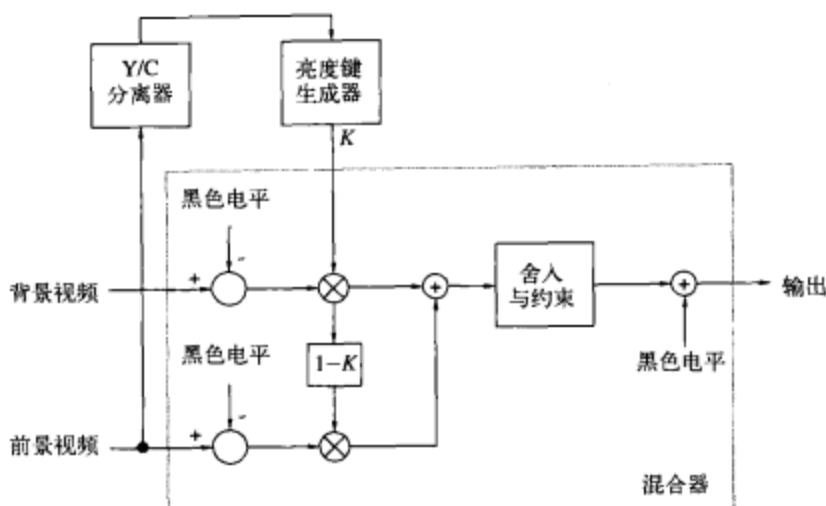 Y/C
分离器
亮度键
生成器
K
黑色电平
-
+
背景视频
+
舍入
与约束
+
输出
黑色电平
1-K
黑色电平
-
+
前景视频
混合器